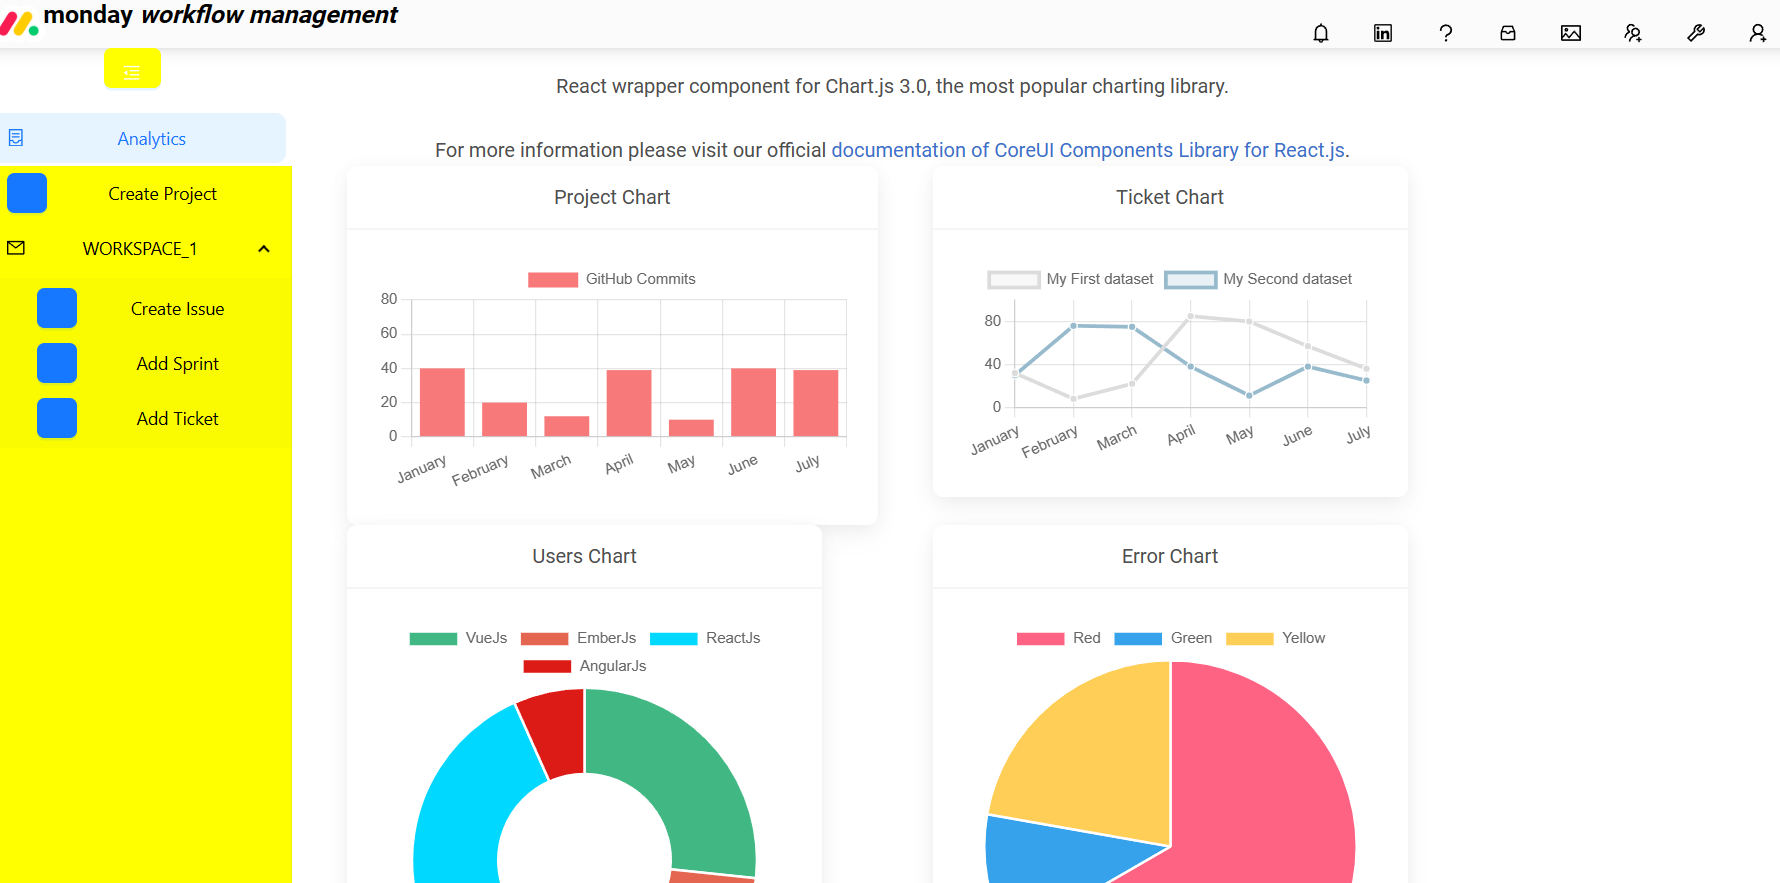 monday workflow management
React wrapper component for Chart.js 3.0, the most popular charting library.
For more information please visit our official documentation of CoreUI Components Library for React.js.
Analytics
Create Project
WORKSPACE_1
Create Issue
Add Sprint
Add Ticket
Project Chart
GitHub Commits
80
60
40
20
0
January February March April May June July
Ticket Chart
My First dataset My Second dataset
80
40
0
January February March April May June July
Users Chart
VueJs EmberJs ReactJs
AngularJs
Error Chart
Red Green Yellow